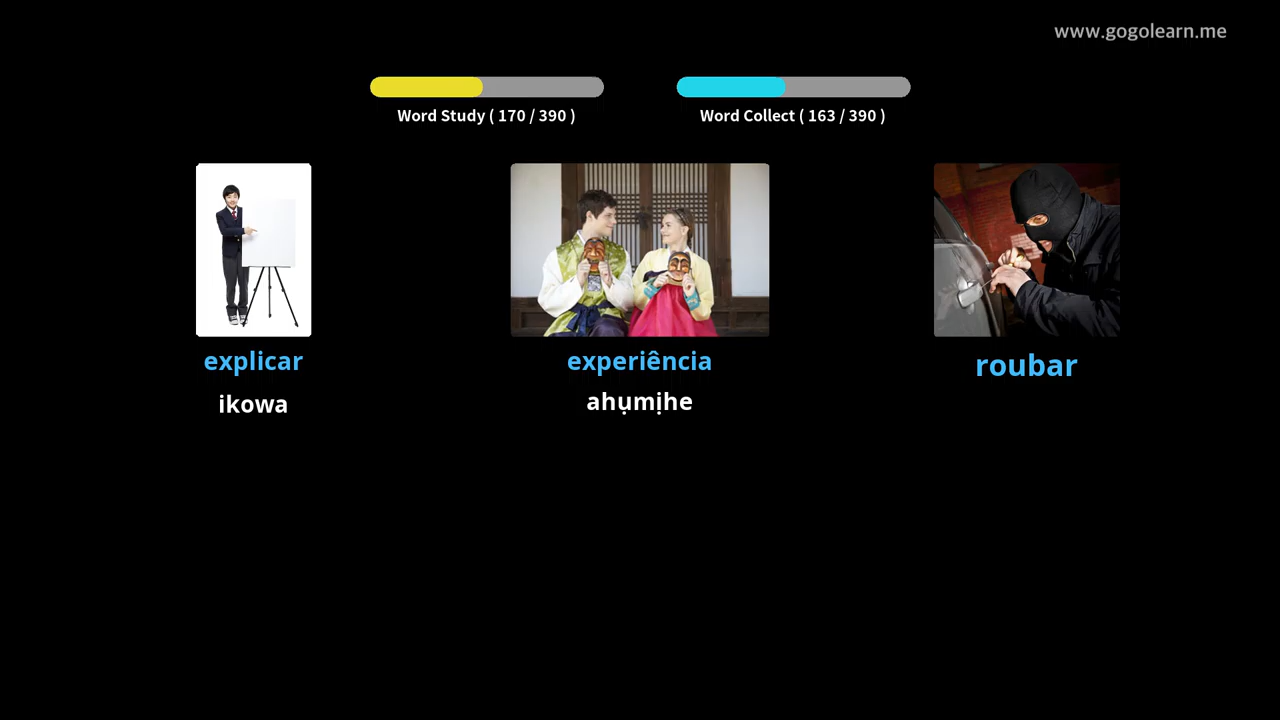 www.gogolearn.me
Word Study ( 170 / 390 )
Word Collect ( 163 / 390 )
explicar
ikowa
experiência
ahụmịhe
roubar